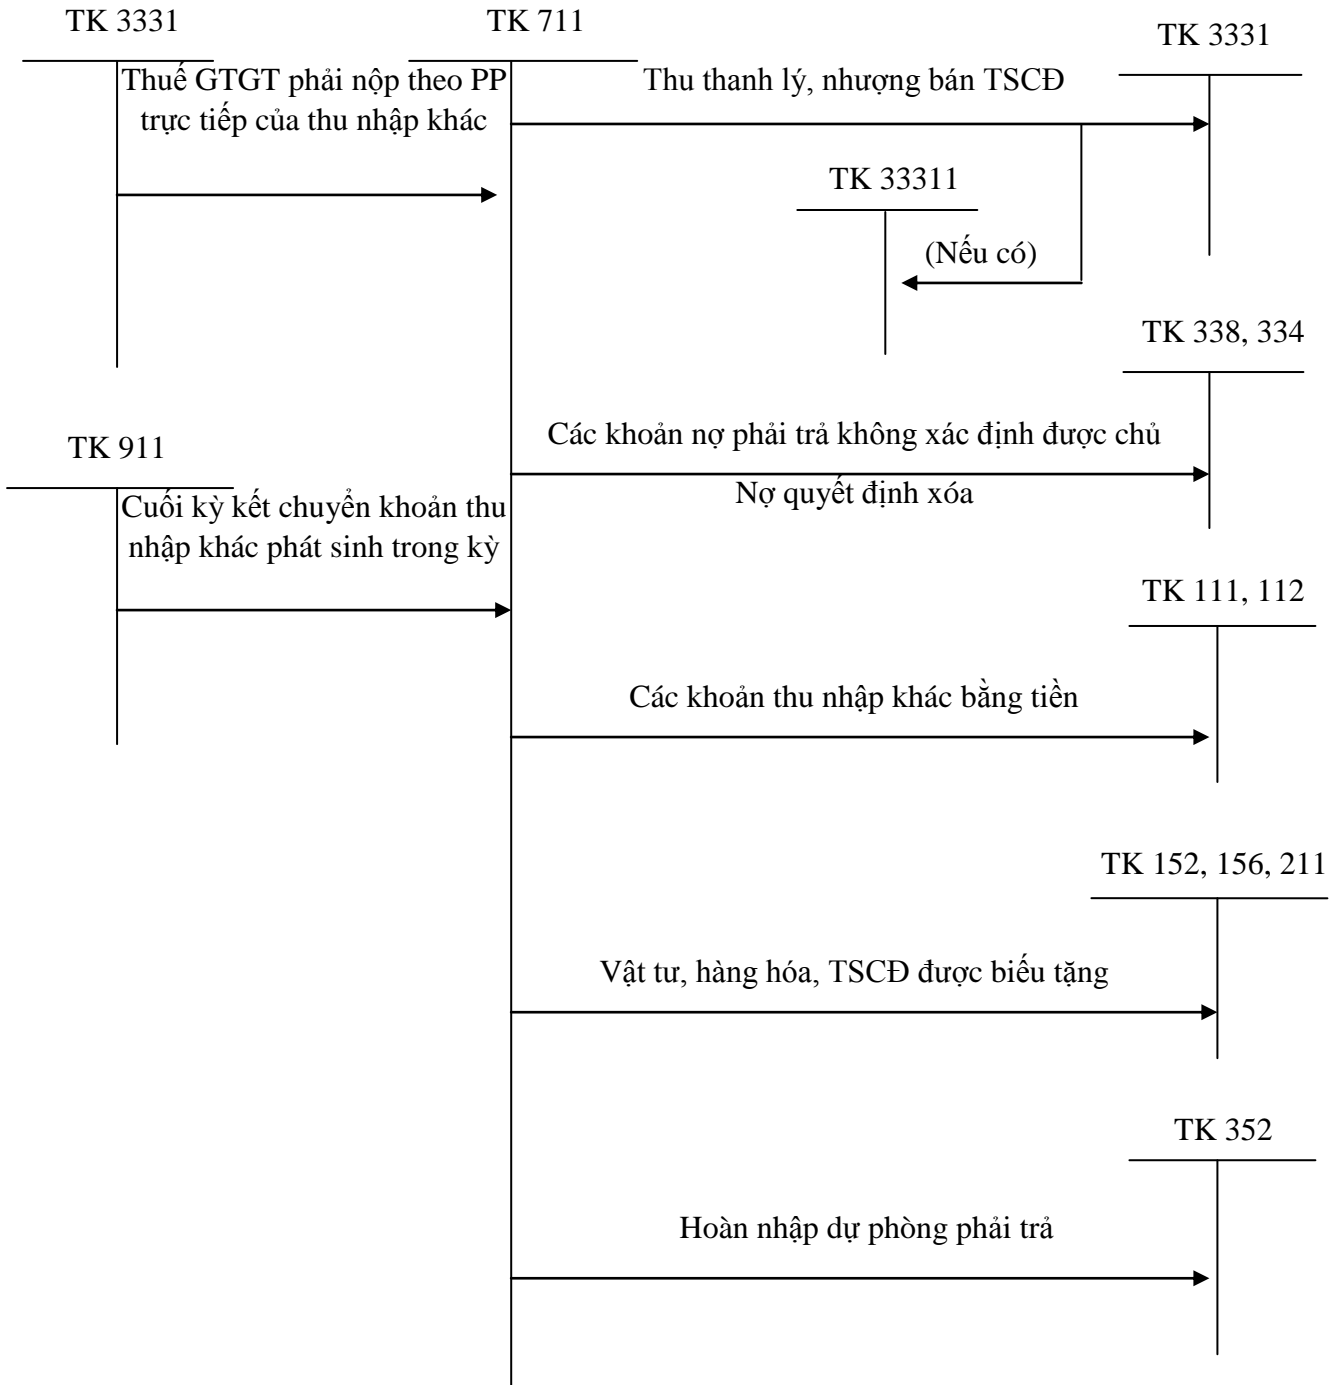 TK 3331
TK 711
TK 3331
Thuế GTGT phải nộp theo PP
trực tiếp của thu nhập khác
Thu thanh lý, nhượng bán TSCĐ
TK 33311
(Nếu có)
TK 338, 334
Các khoản nợ phải trả không xác định được chủ
Nợ quyết định xóa
TK 911
Cuối kỳ kết chuyển khoản thu
nhập khác phát sinh trong kỳ
TK 111, 112
Các khoản thu nhập khác bằng tiền
TK 152, 156, 211
Vật tư, hàng hóa, TSCĐ được biếu tặng
TK 352
Hoàn nhập dự phòng phải trả